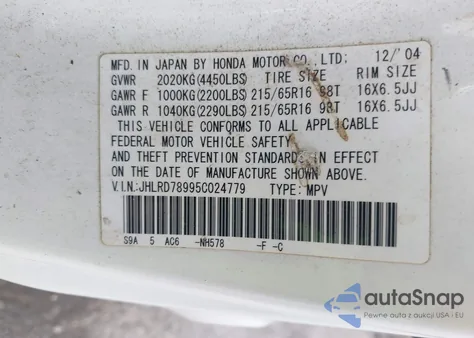 MFD. IN JAPAN BY HONDA MOTOR CO., LTD: 12/'04
GVWR 2020KG(4450LBS) TIRE SIZE RIM SIZE
GAWR F 1000KG(2200LBS) 215/65R16 98T 16X6.5JJ
GAWR R 1040KG(2290LBS) 215/65R16 98T 16X6.5JJ
THIS VEHICLE CONFORMS TO ALL APPLICABLE
FEDERAL MOTOR VEHICLE SAFETY
AND THEFT PREVENTION STANDARDS IN EFFECT
ON THE DATE OF MANUFACTURE SHOWN ABOVE.
V.I.N.:JHLRD78995C024779 TYPE: MPV
S9A 5 AC6 -NH578 -F -C
autoSnap
Pewne auta z aukcji USA i EU